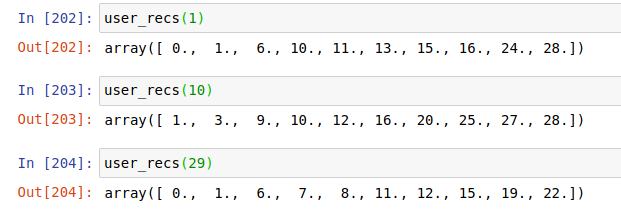 In [202]: user_recs(1)
Out[202]: array([ 0., 1., 6., 10., 11., 13., 15., 16., 24., 28.])
In [203]: user_recs(10)
Out[203]: array([ 1., 3., 9., 10., 12., 16., 20., 25., 27., 28.])
In [204]: user_recs(29)
Out[204]: array([ 0., 1., 6., 7., 8., 11., 12., 15., 19., 22.])